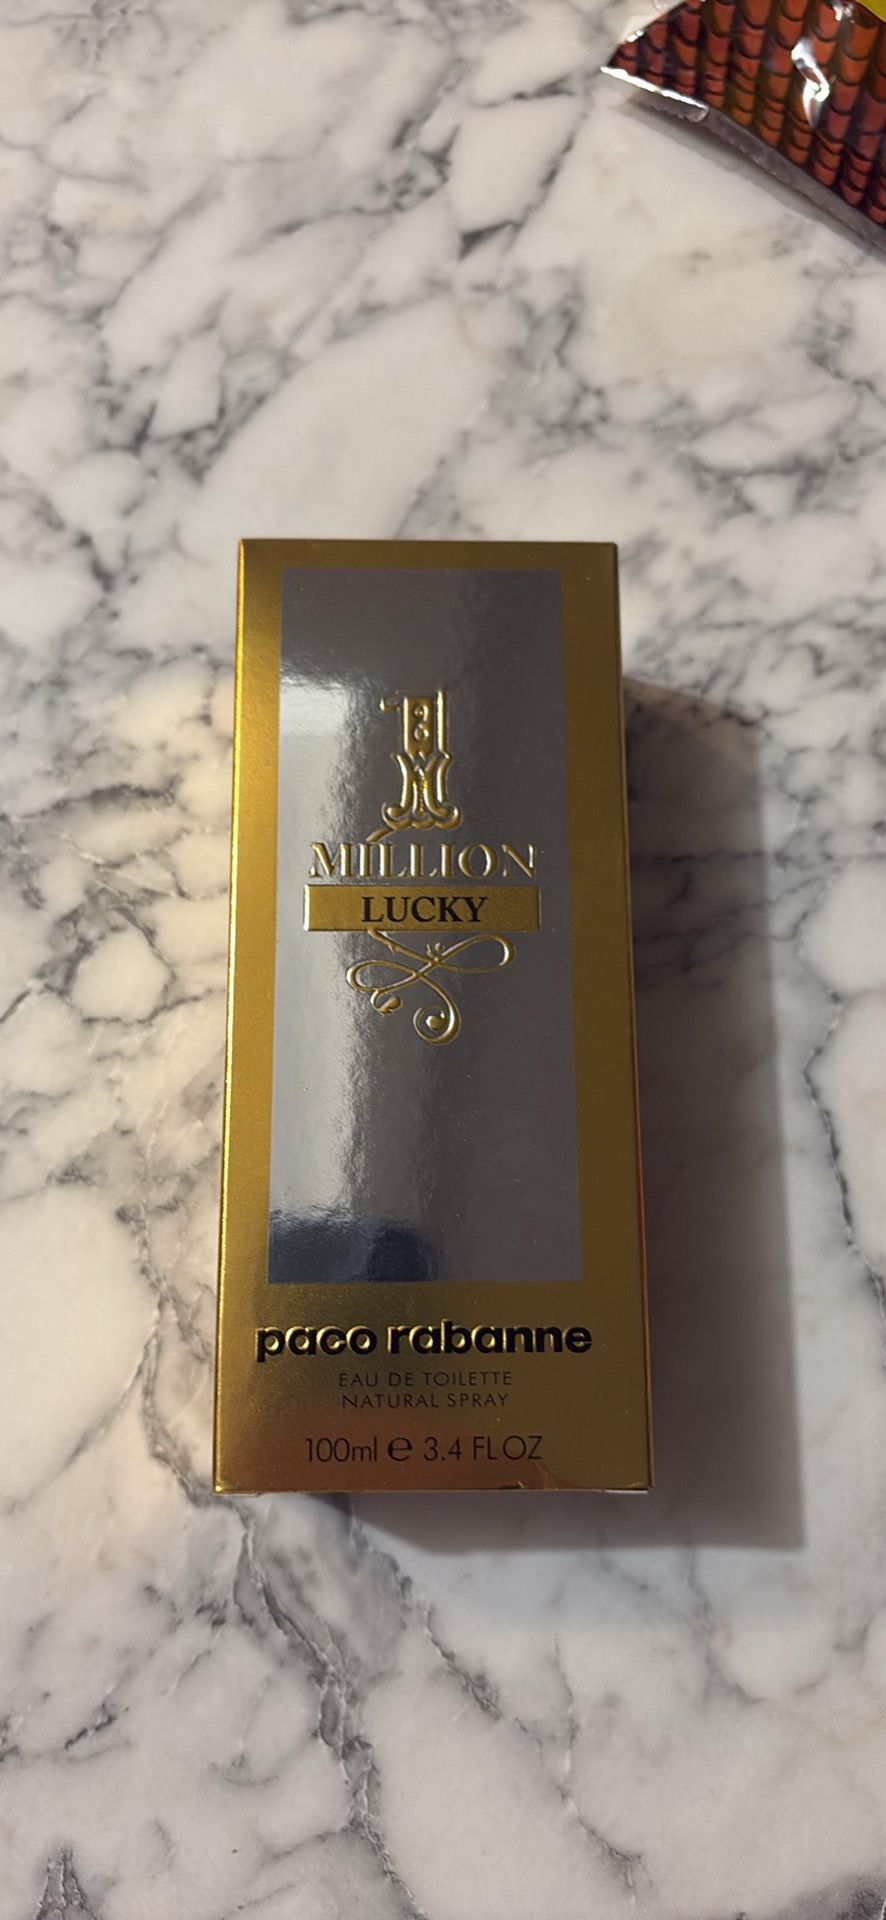 1
MILLION
LUCKY
paco rabanne
EAU DE TOILETTE
NATURAL SPRAY
100ml ℮ 3.4 FL OZ